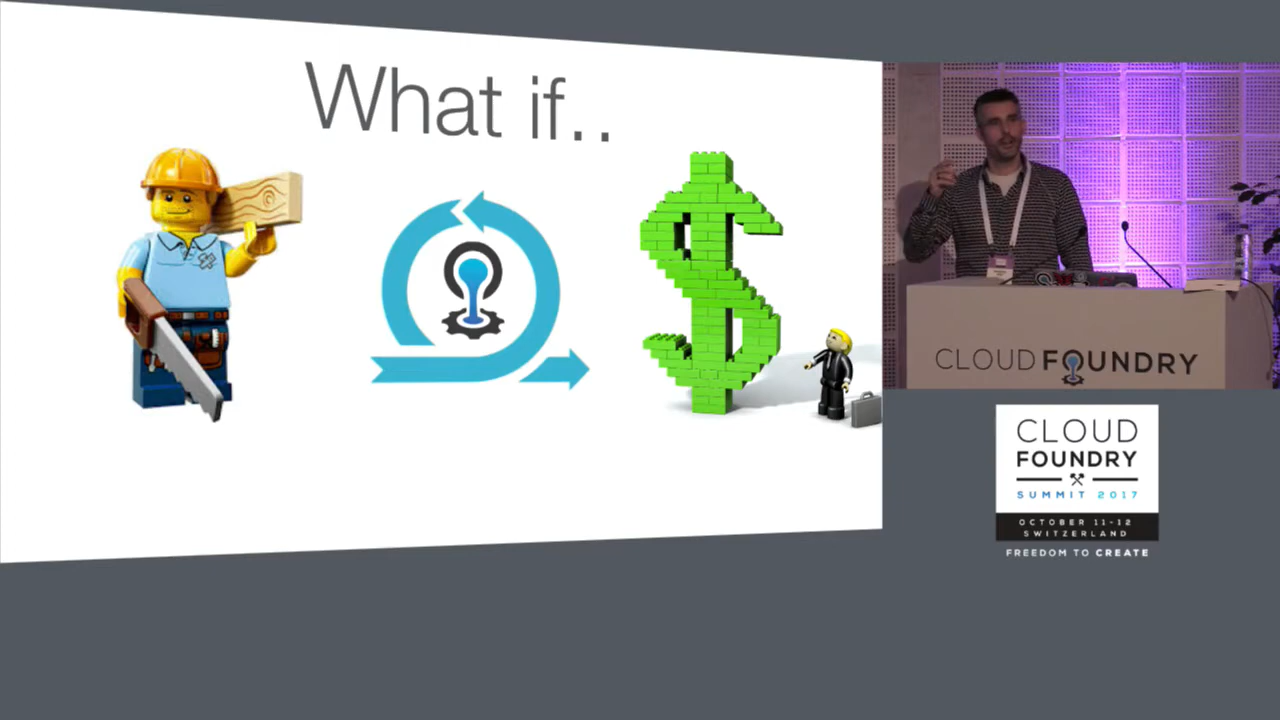 What if..
CLOUD FOUNDRY
CLOUD
FOUNDRY
SUMMIT 2017
OCTOBER 11-12
SWITZERLAND
FREEDOM TO CREATE